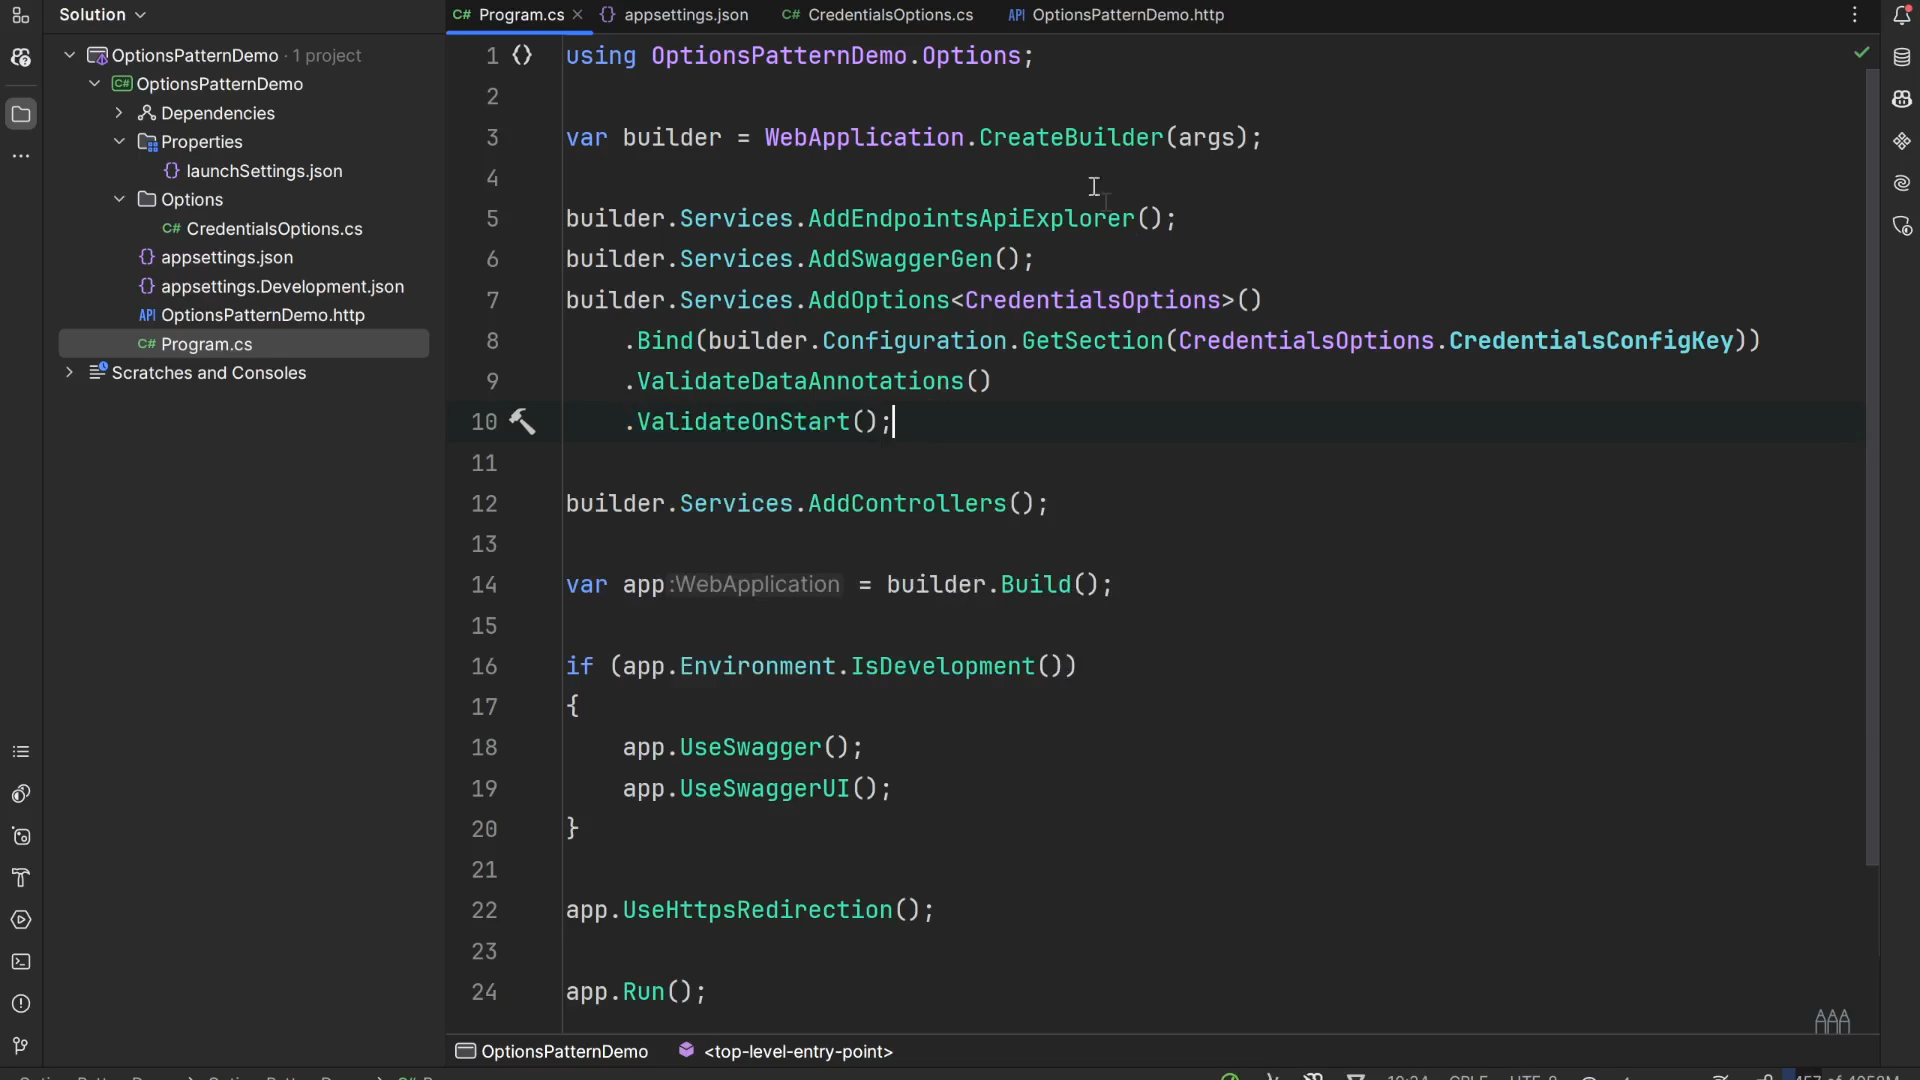 Solution
Program.cs
appsettings.json
CredentialsOptions.cs
OptionsPatternDemo.http
OptionsPatternDemo · 1 project
OptionsPatternDemo
Dependencies
Properties
launchSettings.json
Options
CredentialsOptions.cs
appsettings.json
appsettings.Development.json
OptionsPatternDemo.http
Program.cs
Scratches and Consoles
1 using OptionsPatternDemo.Options;
2
3 var builder = WebApplication.CreateBuilder(args);
4
5 builder.Services.AddEndpointsApiExplorer();
6 builder.Services.AddSwaggerGen();
7 builder.Services.AddOptions<CredentialsOptions>()
8 .Bind(builder.Configuration.GetSection(CredentialsOptions.CredentialsConfigKey))
9 .ValidateDataAnnotations()
10 .ValidateOnStart();
11
12 builder.Services.AddControllers();
13
14 var app :WebApplication = builder.Build();
15
16 if (app.Environment.IsDevelopment())
17 {
18 app.UseSwagger();
19 app.UseSwaggerUI();
20 }
21
22 app.UseHttpsRedirection();
23
24 app.Run();
OptionsPatternDemo
<top-level-entry-point>